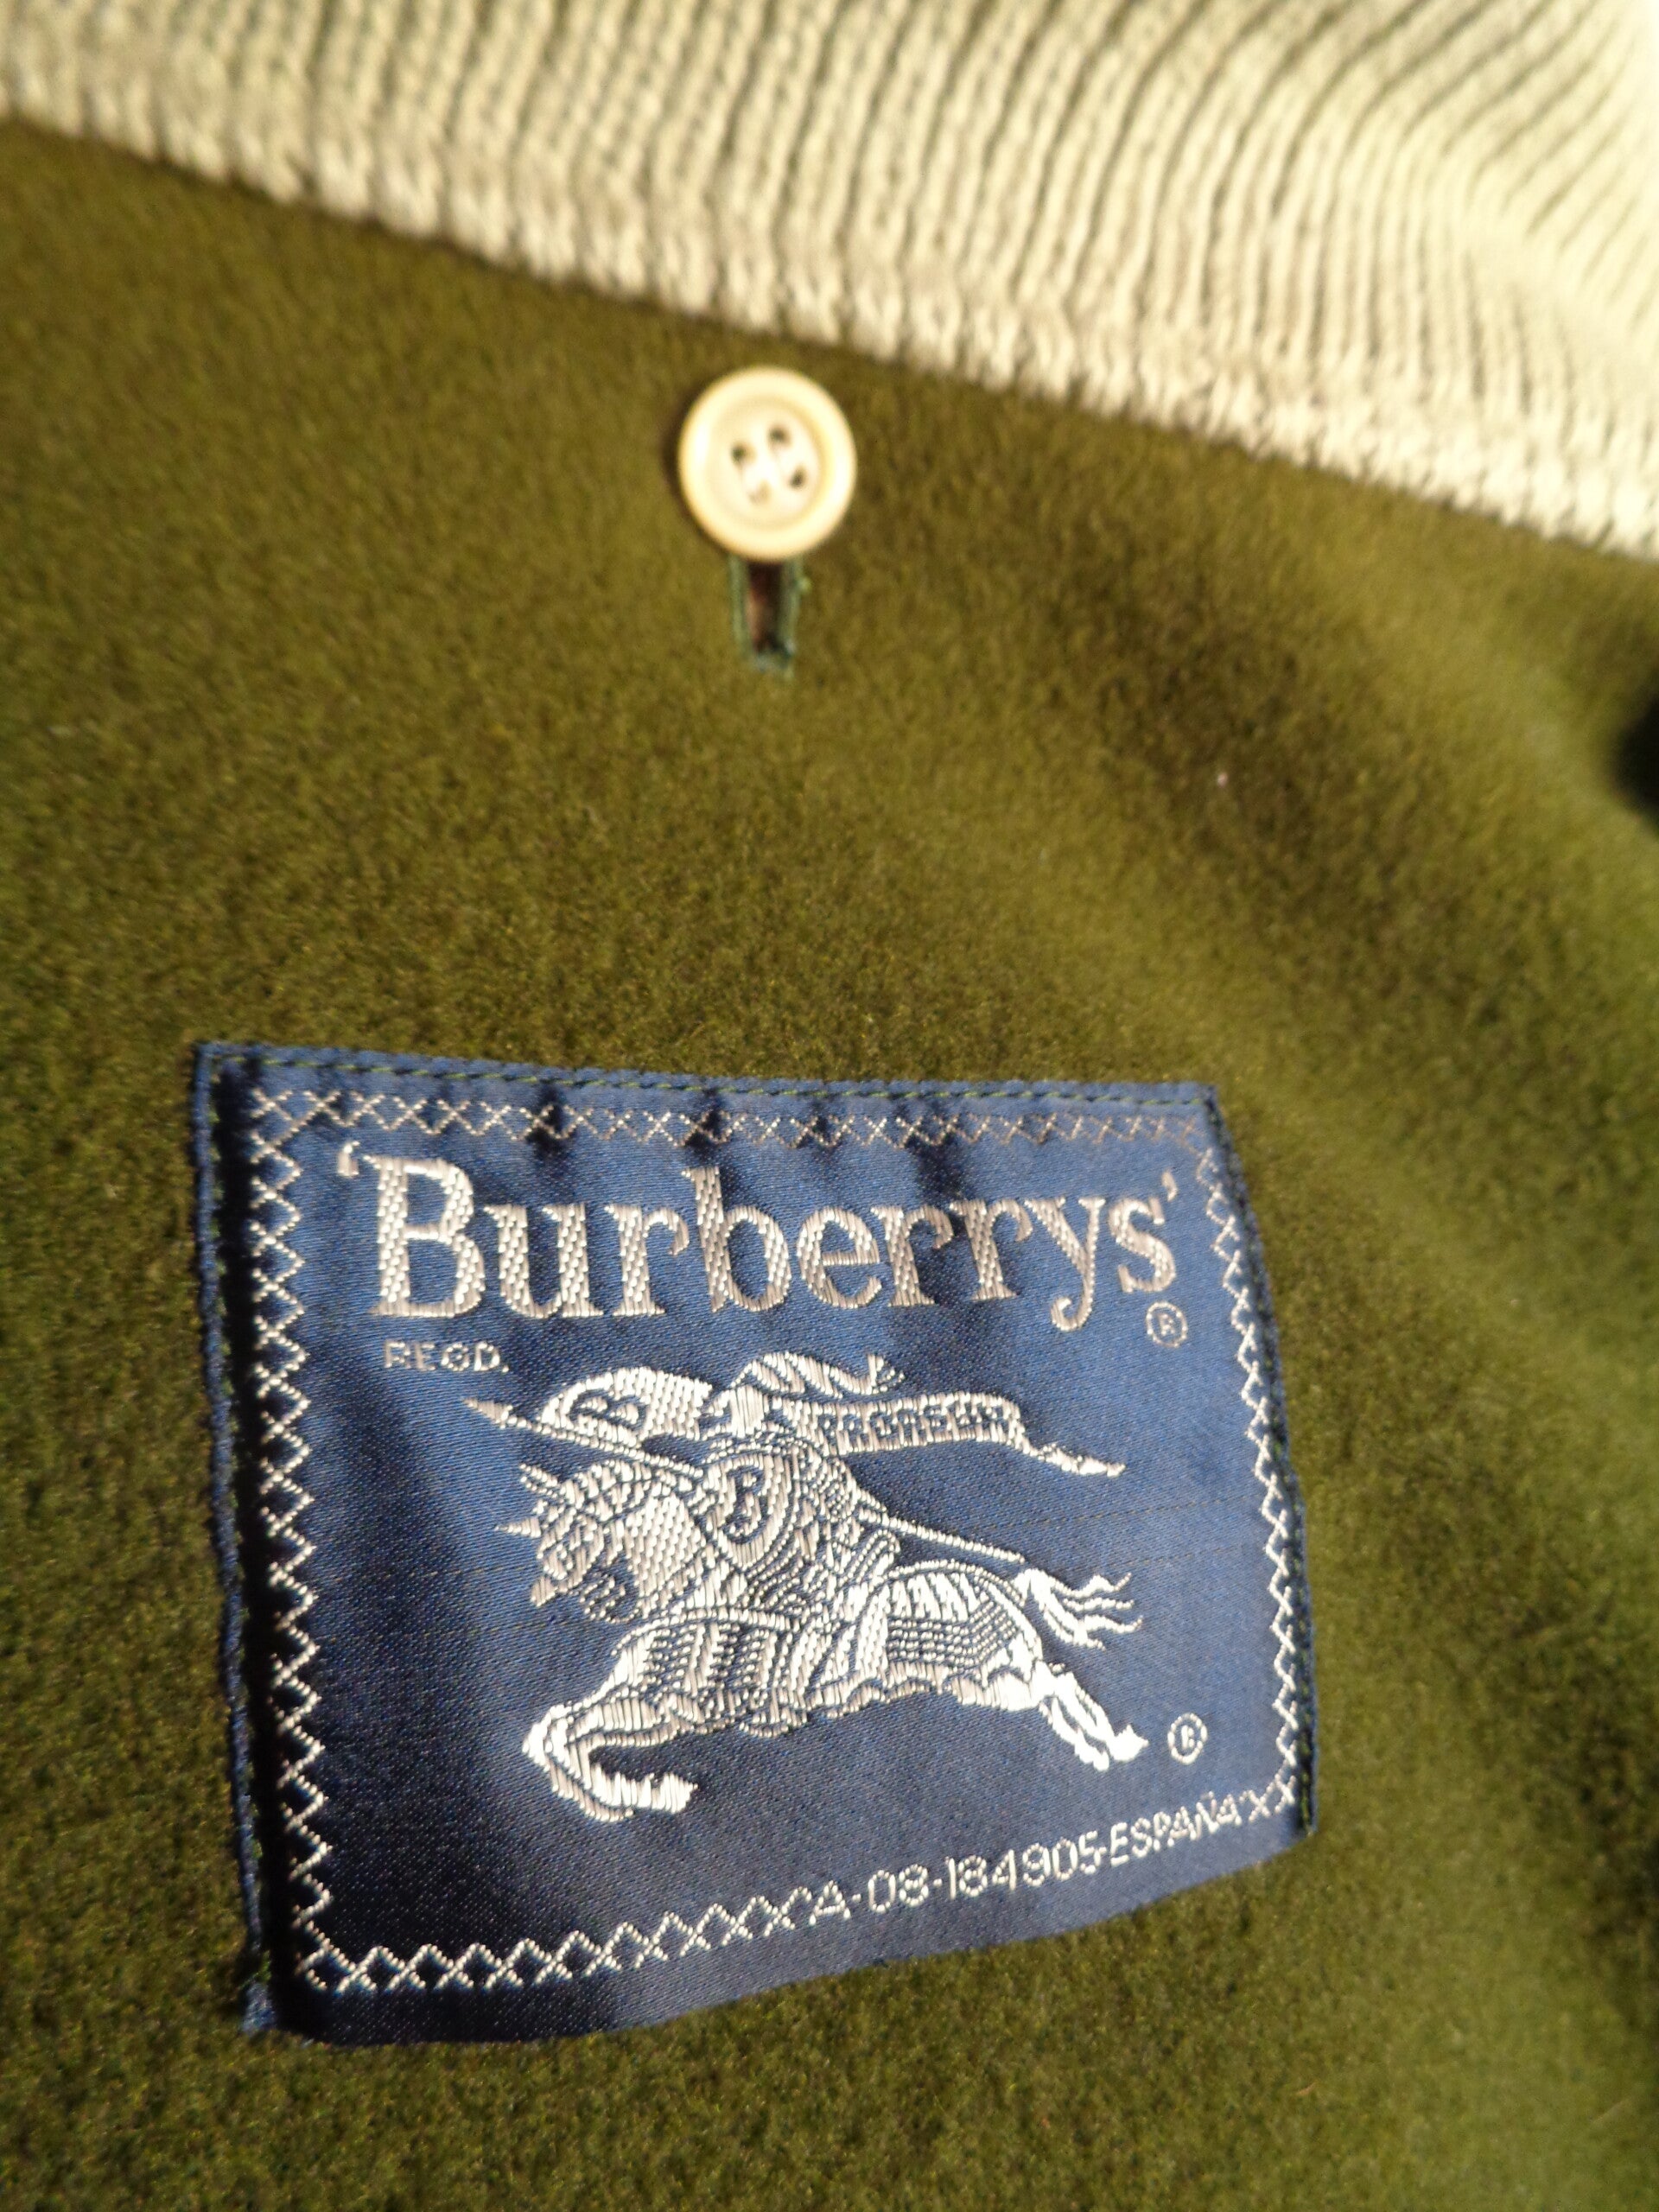 'Burberrys'
®
REGD.
B
PRORSUM
B
®
A-08-184905-ESPAÑA